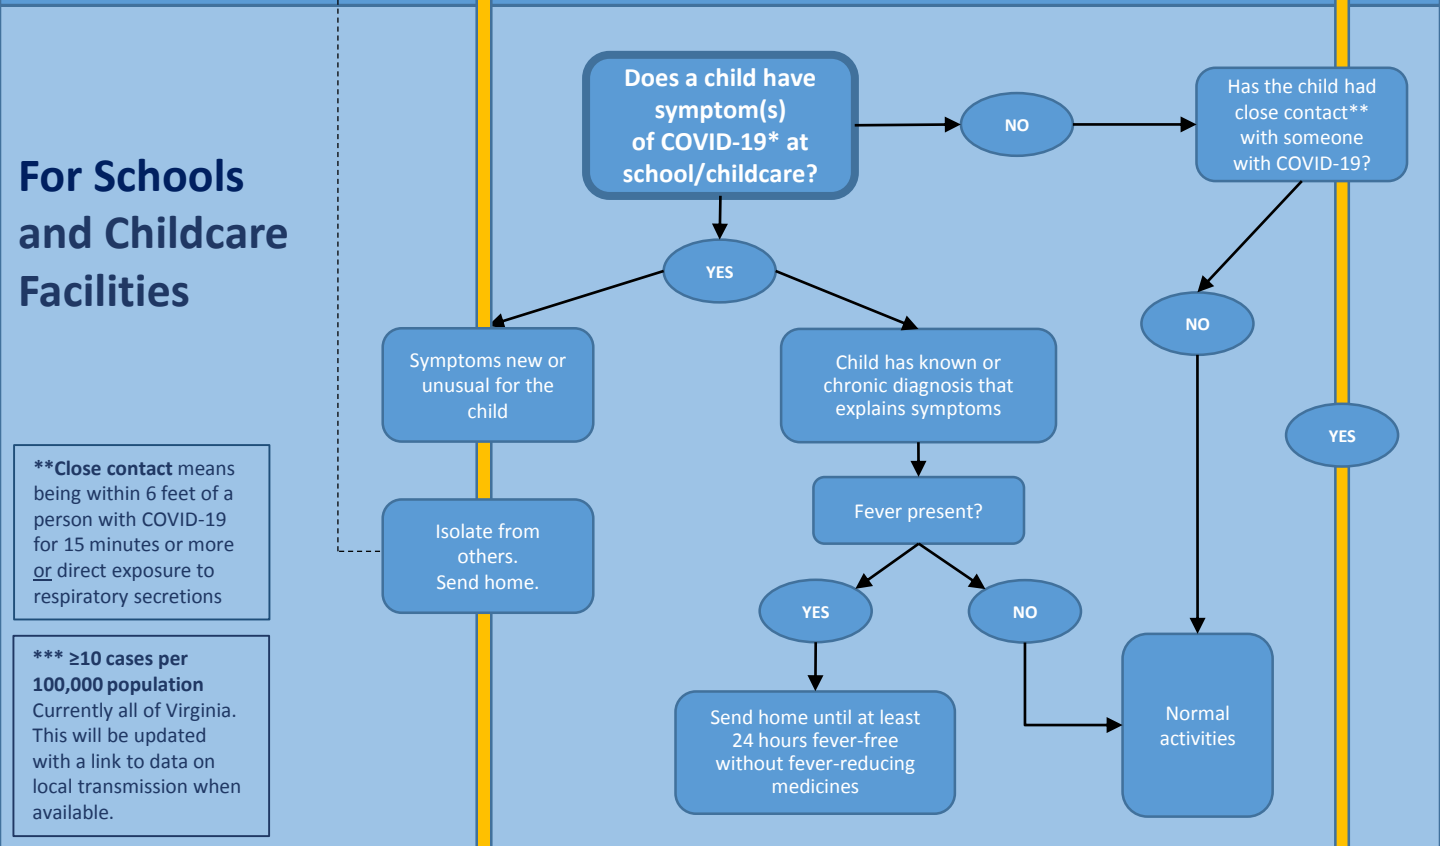 For Schools
and Childcare
Facilities
**Close contact means
being within 6 feet of a
person with COVID-19
for 15 minutes or more
or direct exposure to
respiratory secretions
*** ≥10 cases per
100,000 population
Currently all of Virginia.
This will be updated
with a link to data on
local transmission when
available.
Does a child have
symptom(s)
of COVID-19* at
school/childcare?
NO
Has the child had
close contact**
with someone
with COVID-19?
YES
NO
Symptoms new or
unusual for the
child
Child has known or
chronic diagnosis that
explains symptoms
YES
Isolate from
others.
Send home.
Fever present?
YES
NO
Send home until at least
24 hours fever-free
without fever-reducing
medicines
Normal
activities